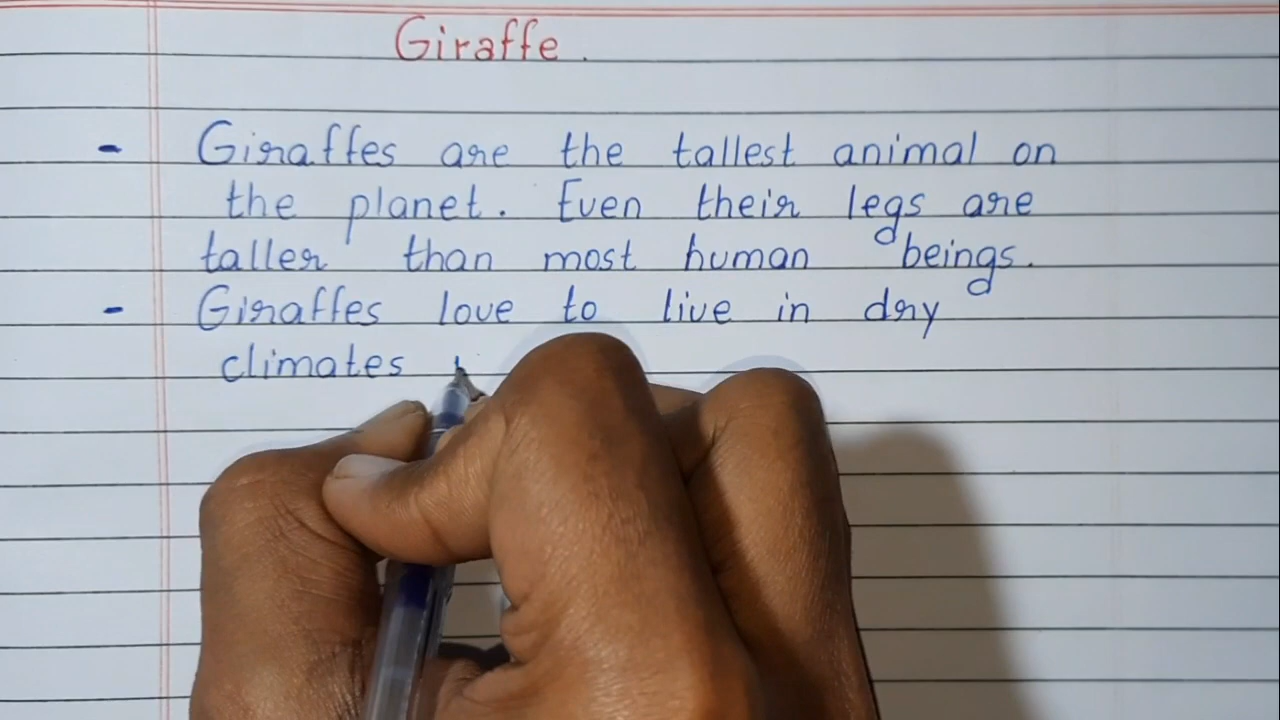 Giraffe.
- Giraffes are the tallest animal on
the planet. Even their legs are
taller than most human beings.
- Giraffes love to live in dry
climates